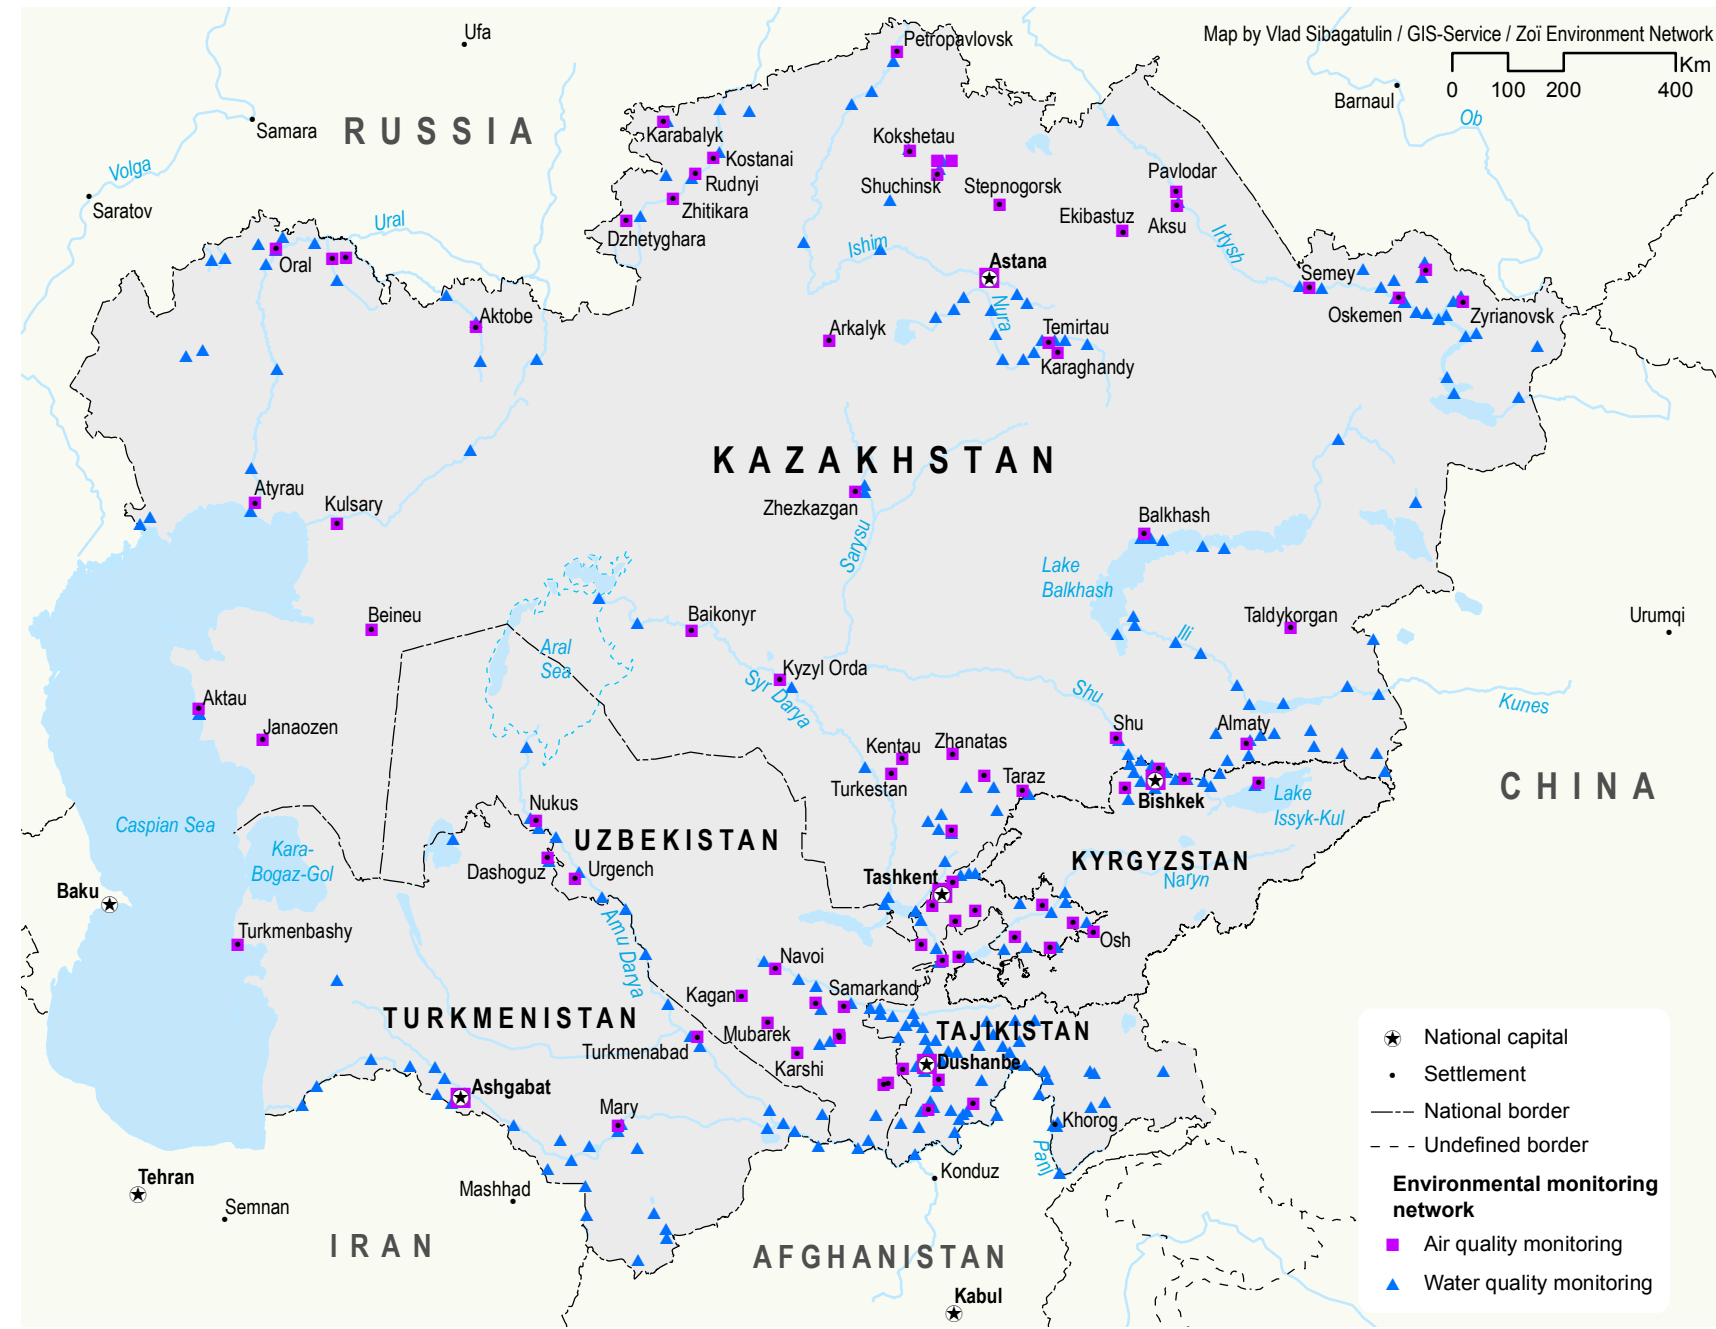 Map by Vlad Sibagatulin / GIS-Service / Zoï Environment Network
Km
0 100 200 400
Ufa
Petropavlovsk
Barnaul
Ob
Samara
RUSSIA
Karabalyk
Kokshetau
Kostanai
Volga
Rudnyi
Shuchinsk
Stepnogorsk
Pavlodar
Saratov
Zhitikara
Ekibastuz
Aksu
Ural
Dzhetyghara
Ishim
Irtysh
Oral
Astana
Semey
Nura
Aktobe
Arkalyk
Temirtau
Oskemen
Zyrianovsk
Karaghandy
KAZAKHSTAN
Atyrau
Kulsary
Zhezkazgan
Balkhash
Sarysu
Lake
Balkhash
Beineu
Baikonyr
Taldykorgan
Urumqi
Aral
Sea
Ili
Kyzyl Orda
Syr Darya
Shu
Kunes
Aktau
Janaozen
Shu
Almaty
Kentau
Zhanatas
Turkestan
Taraz
CHINA
Bishkek
Lake
Issyk-Kul
Caspian Sea
Nukus
UZBEKISTAN
Kara-
Bogaz-Gol
Dashoguz
Urgench
KYRGYZSTAN
Naryn
Tashkent
Baku
Amu Darya
Turkmenbashy
Osh
Navoi
Kagan
Samarkand
TURKMENISTAN
Mubarek
TAJIKISTAN
Turkmenabad
Karshi
Dushanbe
Ashgabat
Mary
Khorog
Panj
Tehran
Mashhad
Konduz
Semnan
IRAN
AFGHANISTAN
Kabul
National capital
Settlement
National border
Undefined border
Environmental monitoring
network
Air quality monitoring
Water quality monitoring